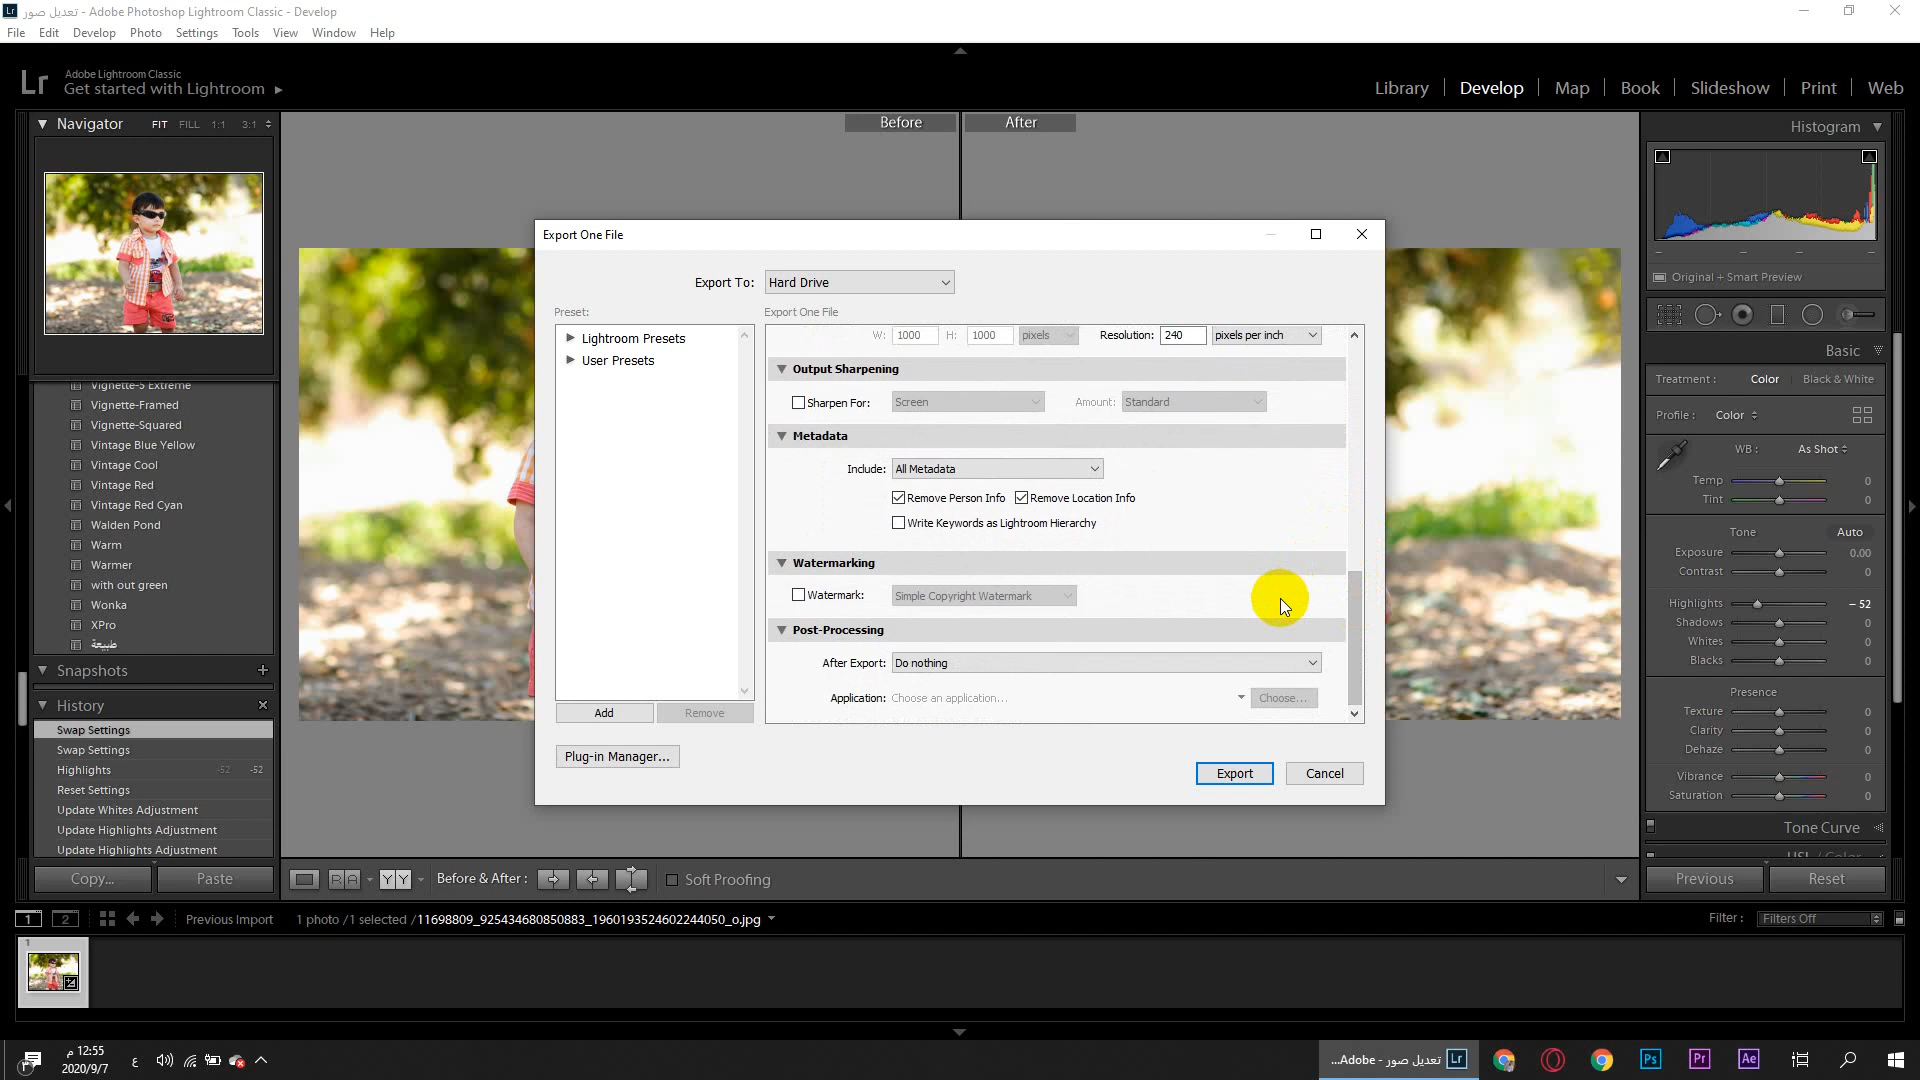 تعديل صور - Adobe Photoshop Lightroom Classic - Develop
File Edit Develop Photo Settings Tools View Window Help
Lr Adobe Lightroom Classic
Get started with Lightroom
Library Develop Map Book Slideshow Print Web
Navigator FIT FILL 1:1 3:1
Before After
Histogram
Original + Smart Preview
Export One File
Export To: Hard Drive
Preset:
Lightroom Presets
User Presets
Add Remove
Plug-in Manager...
Export One File
W: 1000 H: 1000 pixels Resolution: 240 pixels per inch
Output Sharpening
Sharpen For: Screen Amount: Standard
Metadata
Include: All Metadata
Remove Person Info Remove Location Info
Write Keywords as Lightroom Hierarchy
Watermarking
Watermark: Simple Copyright Watermark
Post-Processing
After Export: Do nothing
Application: Choose an application... Choose...
Export Cancel
Vignette-5 Extreme
Vignette-Framed
Vignette-Squared
Vintage Blue Yellow
Vintage Cool
Vintage Red
Vintage Red Cyan
Walden Pond
Warm
Warmer
with out green
Wonka
XPro
طبيعة
Snapshots
History
Swap Settings
Swap Settings
Highlights -52 -52
Reset Settings
Update Whites Adjustment
Update Highlights Adjustment
Update Highlights Adjustment
Copy... Paste
Basic
Treatment : Color Black & White
Profile : Color
WB : As Shot
Temp 0
Tint 0
Tone Auto
Exposure 0.00
Contrast 0
Highlights – 52
Shadows 0
Whites 0
Blacks 0
Presence
Texture 0
Clarity 0
Dehaze 0
Vibrance 0
Saturation 0
Tone Curve
HSL / Color
Previous Reset
R A Y Y Before & After : Soft Proofing
1 2 Previous Import 1 photo / 1 selected / 11698809_925434680850883_1960193524602244050_o.jpg Filter : Filters Off
1
12:55 م
2020/9/7
ع
تعديل صور - Adobe... Lr
Ps Pr Ae